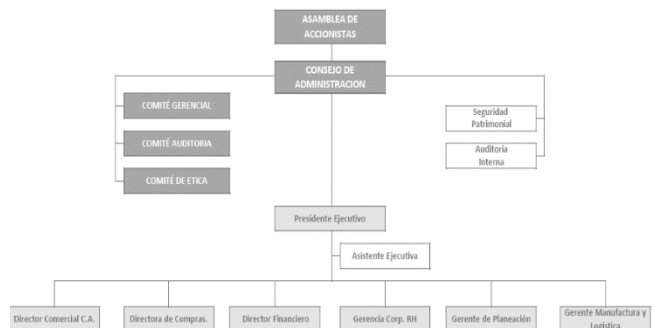 ASAMBLEA DE
ACCIONISTAS
CONSEJO DE
ADMINISTRACION
COMITÉ GERENCIAL
COMITÉ AUDITORIA
COMITÉ DE ETICA
Seguridad
Patrimonial
Auditoria
Interna
Presidente Ejecutivo
Asistente Ejecutiva
Director Comercial C.A.
Directora de Compras.
Director Financiero
Gerencia Corp. RH
Gerente de Planeación
Gerente Manufactura y
Logística